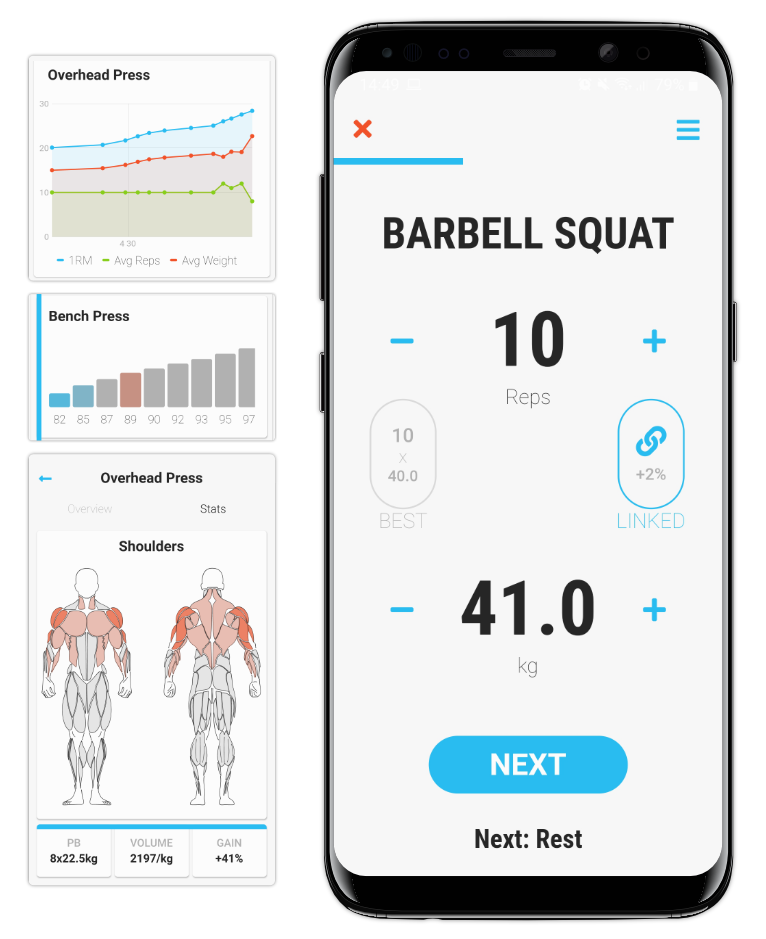 Overhead Press
30
20
10
0
4 30
1RM Avg Reps Avg Weight
Bench Press
82 85 87 89 90 92 93 95 97
Overhead Press
Overview Stats
Shoulders
PB VOLUME GAIN
8x22.5kg 2197/kg +41%
14:49 79%
BARBELL SQUAT
10
Reps
10
x
40.0
BEST
+2%
LINKED
41.0
kg
NEXT
Next: Rest